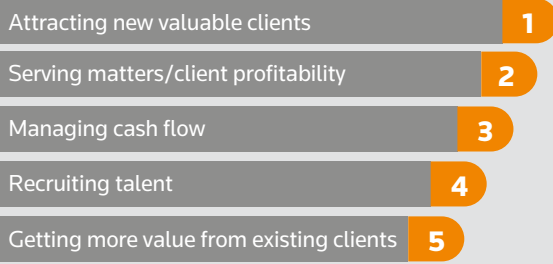 Attracting new valuable clients 1
Serving matters/client profitability 2
Managing cash flow 3
Recruiting talent 4
Getting more value from existing clients 5